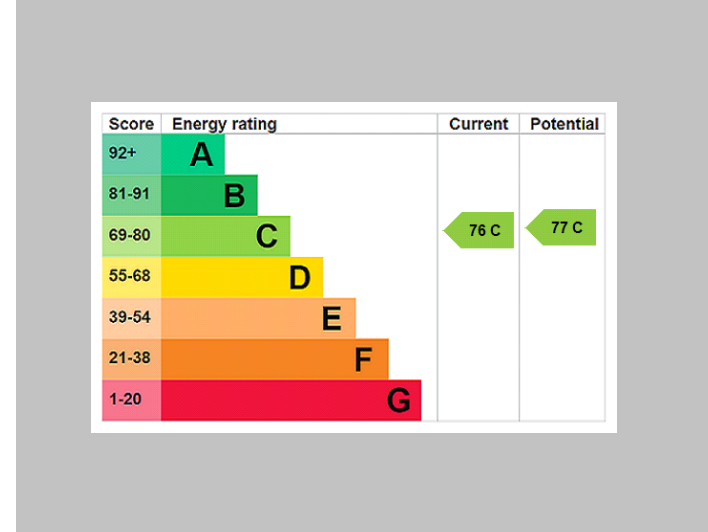 Score Energy rating Current Potential
92+ A
81-91 B
69-80 C 76 C 77 C
55-68 D
39-54 E
21-38 F
1-20 G